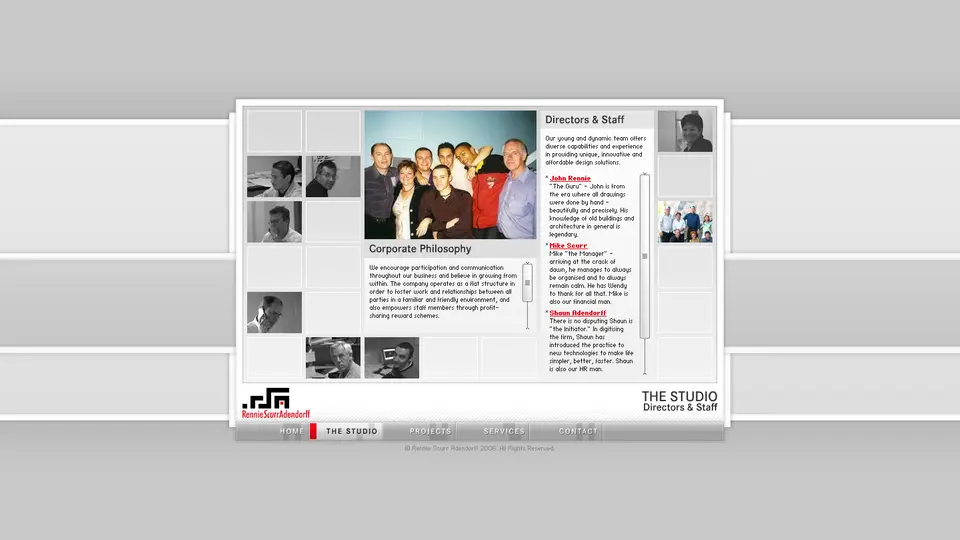 Directors & Staff
Our young and dynamic team offers
diverse capabilities and experience
in providing unique, innovative and
affordable design solutions.
* John Rennie
"The Guru" - John is from
the era where all drawings
were done by hand -
beautifully and precisely. His
knowledge of old buildings and
architecture in general is
legendary.
* Mike Scurr
Mike "the Manager" -
arriving at the crack of
dawn, he manages to always
be organised and to always
remain calm. He has Wendy
to thank for all that. Mike is
also our financial man.
* Shaun Adendorff
There is no disputing Shaun is
"the Initiator." In digitising
the firm, Shaun has
introduced the practice to
new technologies to make life
simpler, better, faster. Shaun
is also our HR man.
Corporate Philosophy
We encourage participation and communication
throughout our business and believe in growing from
within. The company operates as a flat structure in
order to foster work and relationships between all
parties in a familiar and friendly environment, and
also empowers staff members through profit-
sharing reward schemes.
RennieScurrAdendorff
THE STUDIO
Directors & Staff
HOME THE STUDIO PROJECTS SERVICES CONTACT
© Rennie Scurr Adendorff 2006. All Rights Reserved.